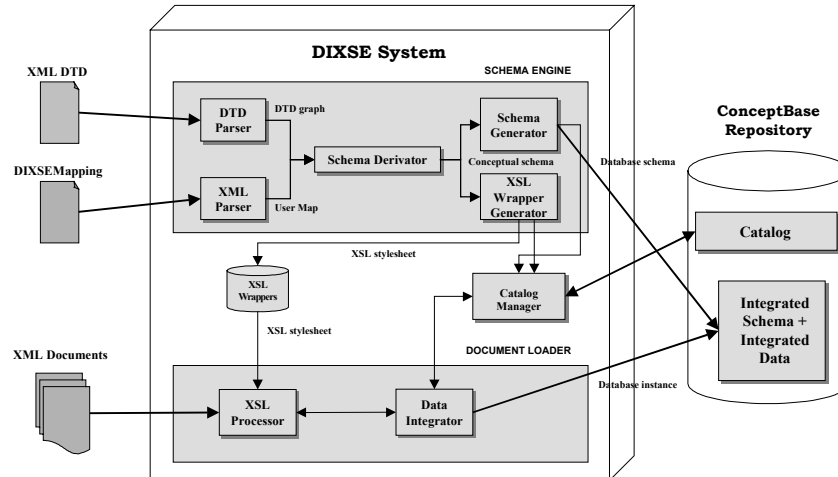 DIXSE System
XML DTD
SCHEMA ENGINE
DTD
Parser
DTD graph
Schema
Generator
ConceptBase
Repository
Schema Derivator
Conceptual schema
Database schema
DIXSEMapping
XML
Parser
User Map
XSL
Wrapper
Generator
XSL stylesheet
Catalog
XSL
Wrappers
Catalog
Manager
Integrated
Schema +
Integrated
Data
XSL stylesheet
XML Documents
DOCUMENT LOADER
Database instance
XSL
Processor
Data
Integrator